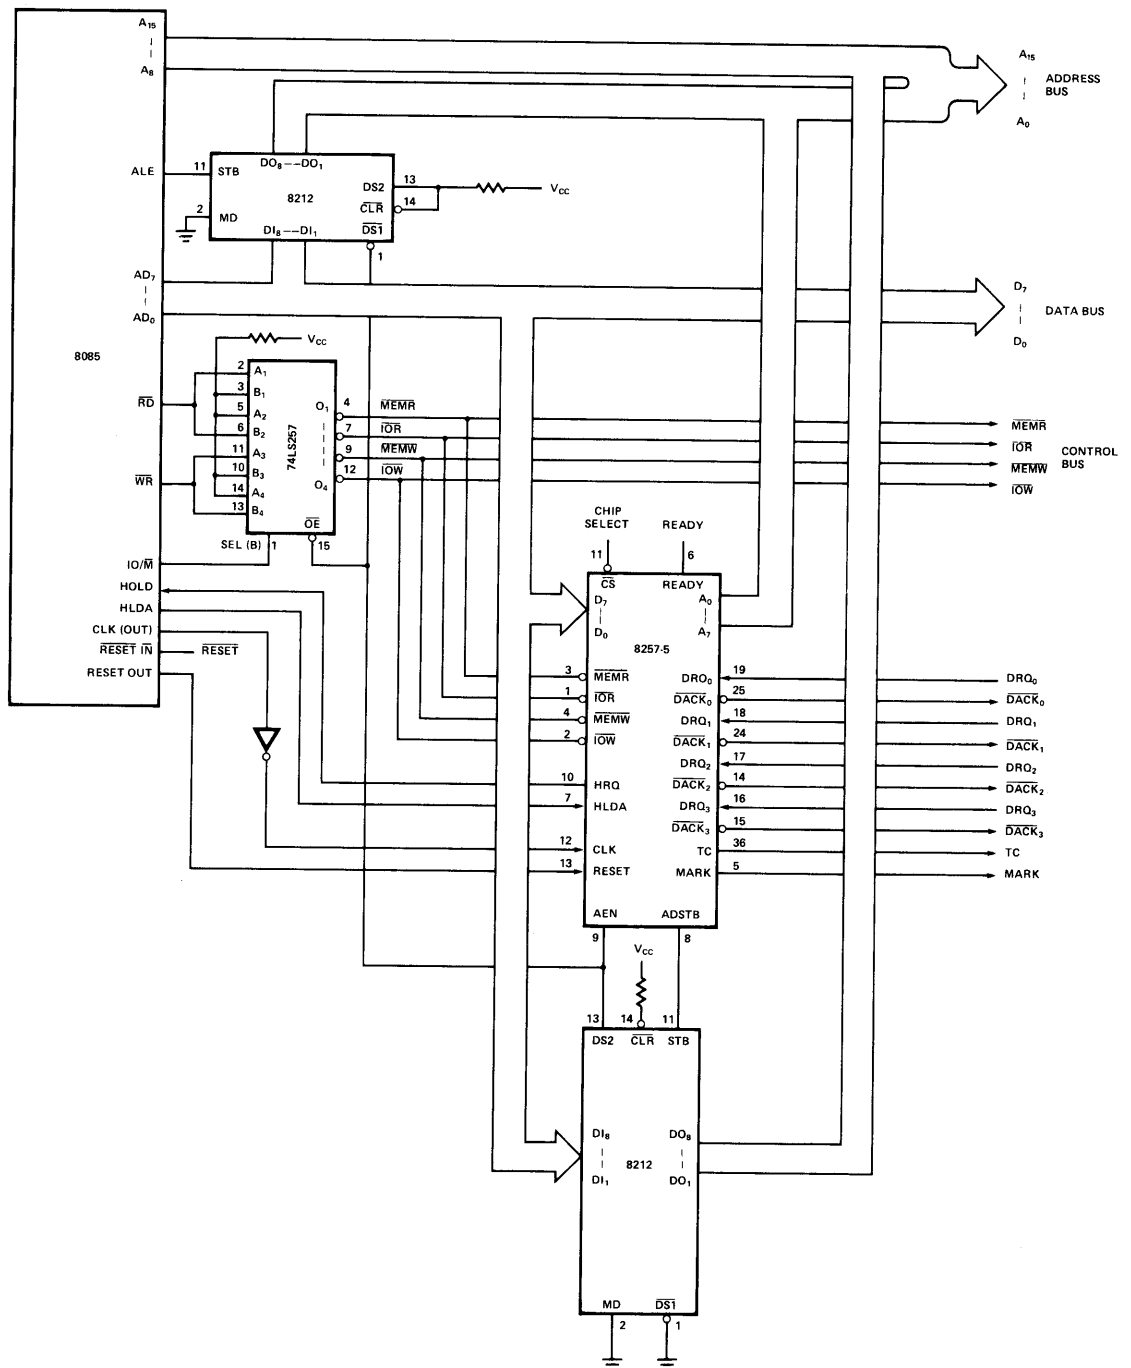 A15
A8
A15
ADDRESS
BUS
A0
ALE
11
STB
DO8 -- DO1
8212
DS2
13
VCC
CLR
14
2
MD
DI8 -- DI1
DS1
1
AD7
AD0
D7
DATA BUS
D0
8085
VCC
RD
WR
2
A1
3
B1
5
A2
6
B2
11
A3
10
B3
14
A4
13
B4
74LS257
O1
O4
4
MEMR
7
IOR
9
MEMW
12
IOW
OE
SEL (B)
1
15
MEMR
IOR
MEMW
IOW
CONTROL
BUS
IO/M
HOLD
HLDA
CLK (OUT)
RESET IN
RESET
RESET OUT
CHIP
SELECT
READY
11
6
CS
READY
D7
D0
A0
A7
8257-5
3
MEMR
1
IOR
4
MEMW
2
IOW
10
HRQ
7
HLDA
12
CLK
13
RESET
DRO0
19
DRQ0
DACK0
25
DACK0
DRQ1
18
DRQ1
DACK1
24
DACK1
DRQ2
17
DRQ2
DACK2
14
DACK2
DRQ3
16
DRQ3
DACK3
15
DACK3
TC
36
TC
MARK
5
MARK
AEN
ADSTB
9
8
VCC
13
14
11
DS2
CLR
STB
DI8
DO8
8212
DI1
DO1
MD
DS1
2
1